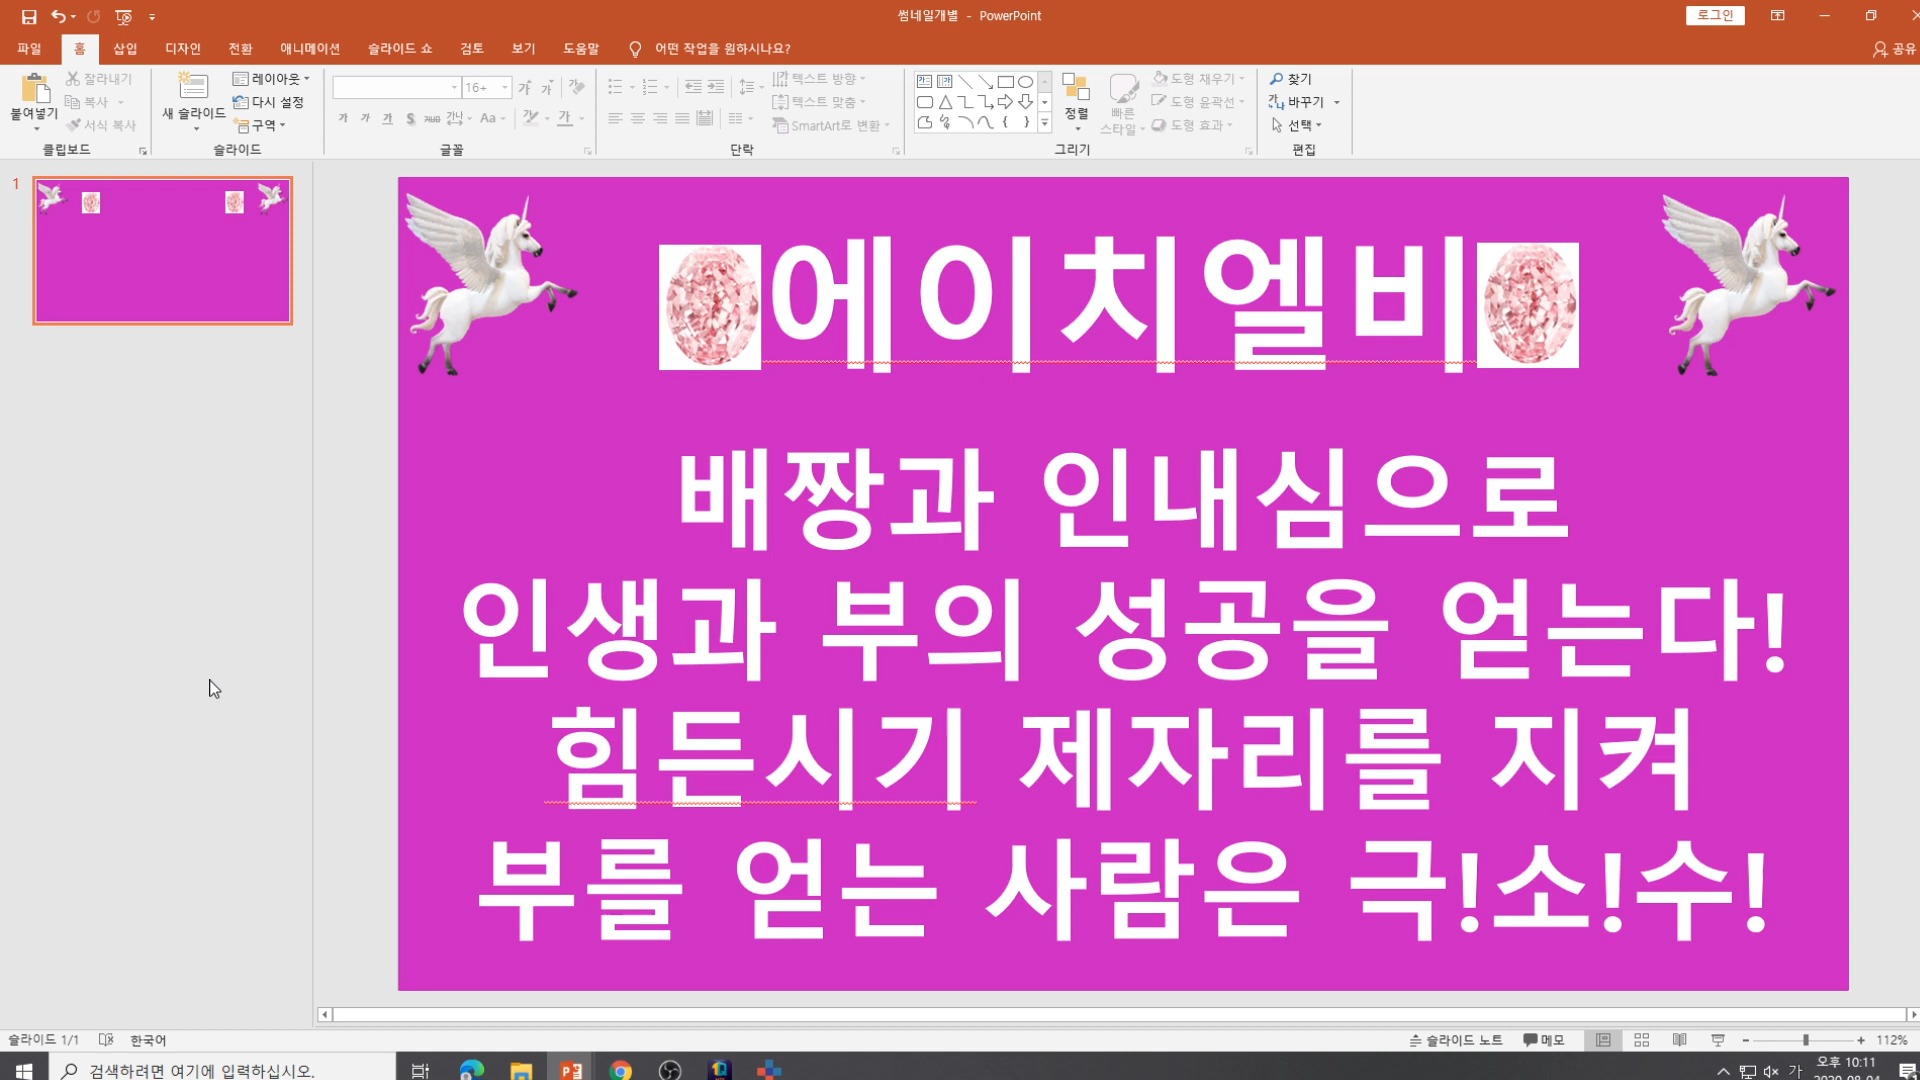 썸네일개별 - PowerPoint
로그인
파일 홈 삽입 디자인 전환 애니메이션 슬라이드 쇼 검토 보기 도움말 어떤 작업을 원하시나요? 공유
붙여넣기 잘라내기 복사 서식 복사
클립보드
새 슬라이드 레이아웃 다시 설정 구역
슬라이드
16+
가 가 가 S Aa 가
글꼴
텍스트 방향 텍스트 맞춤 SmartArt로 변환
단락
정렬 빠른 스타일 도형 채우기 도형 윤곽선 도형 효과
그리기
찾기 바꾸기 선택
편집
1
에이치엘비
배짱과 인내심으로
인생과 부의 성공을 얻는다!
힘든시기 제자리를 지켜
부를 얻는 사람은 극!소!수!
슬라이드 1/1 한국어 슬라이드 노트 메모 112%
검색하려면 여기에 입력하십시오. 가 오후 10:11
2020-08-04